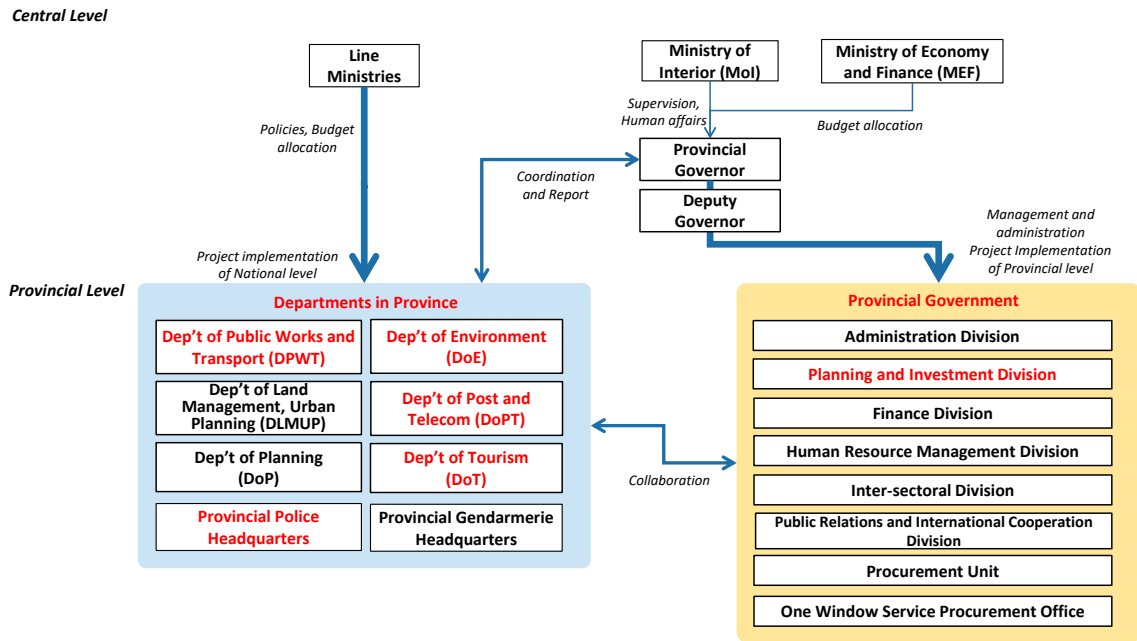 Central Level
Line
Ministries
Ministry of
Interior (MoI)
Ministry of Economy
and Finance (MEF)
Policies, Budget
allocation
Supervision,
Human affairs
Budget allocation
Provincial
Governor
Coordination
and Report
Deputy
Governor
Management and
administration
Project Implementation
of Provincial level
Project implementation
of National level
Provincial Level
Departments in Province
Dep’t of Public Works and
Transport (DPWT)
Dep’t of Environment
(DoE)
Dep’t of Land
Management, Urban
Planning (DLMUP)
Dep’t of Post and
Telecom (DoPT)
Dep’t of Planning
(DoP)
Dep’t of Tourism
(DoT)
Provincial Police
Headquarters
Provincial Gendarmerie
Headquarters
Collaboration
Provincial Government
Administration Division
Planning and Investment Division
Finance Division
Human Resource Management Division
Inter-sectoral Division
Public Relations and International Cooperation
Division
Procurement Unit
One Window Service Procurement Office